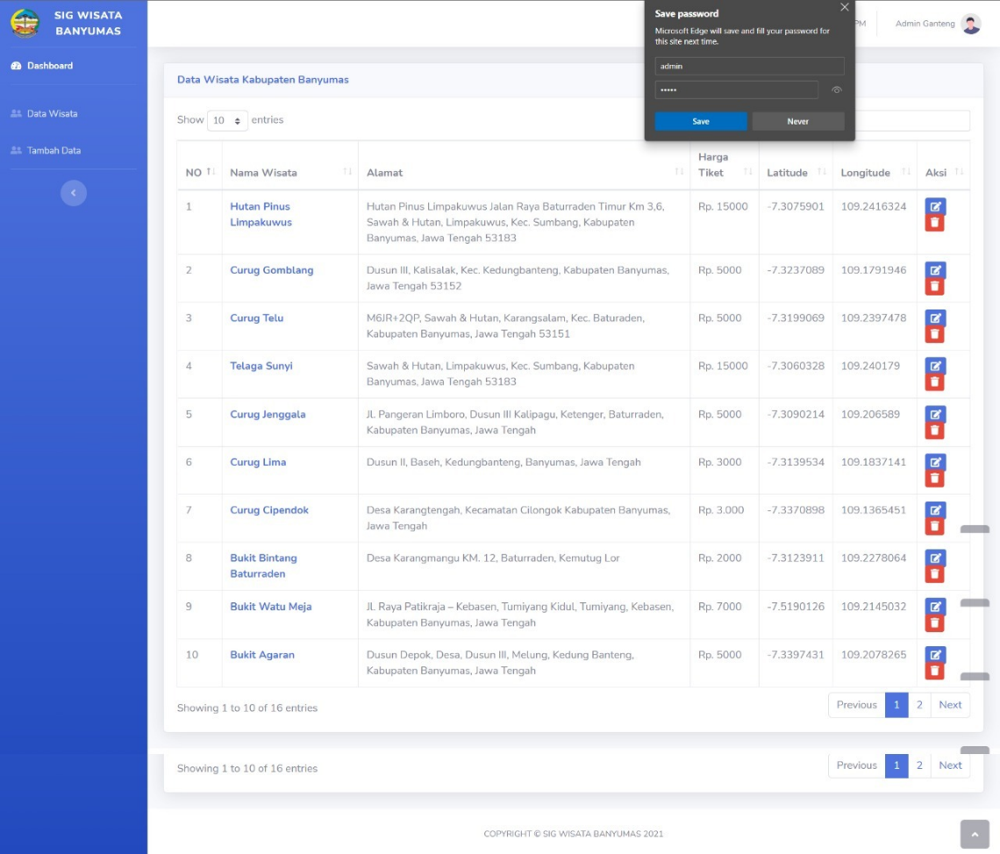 SIG WISATA
BANYUMAS
Save password
Microsoft Edge will save and fill your password for
this site next time.
admin
•••••
Save
Never
PM
Admin Ganteng
Dashboard
Data Wisata
Tambah Data
Data Wisata Kabupaten Banyumas
Show 10 entries
NO Nama Wisata Alamat Harga Tiket Latitude Longitude Aksi
1 Hutan Pinus Limpakuwus Hutan Pinus Limpakuwus Jalan Raya Baturraden Timur Km 3,6,
Sawah & Hutan, Limpakuwus, Kec. Sumbang, Kabupaten
Banyumas, Jawa Tengah 53183 Rp. 15000 -7.3075901 109.2416324
2 Curug Gomblang Dusun III, Kalisalak, Kec. Kedungbanteng, Kabupaten Banyumas,
Jawa Tengah 53152 Rp. 5000 -7.3237089 109.1791946
3 Curug Telu M6JR+2QP, Sawah & Hutan, Karangsalam, Kec. Baturaden,
Kabupaten Banyumas, Jawa Tengah 53151 Rp. 5000 -7.3199069 109.2397478
4 Telaga Sunyi Sawah & Hutan, Limpakuwus, Kec. Sumbang, Kabupaten
Banyumas, Jawa Tengah 53183 Rp. 15000 -7.3060328 109.240179
5 Curug Jenggala Jl. Pangeran Limboro, Dusun III Kalipagu, Ketenger, Baturraden,
Kabupaten Banyumas, Jawa Tengah Rp. 5000 -7.3090214 109.206589
6 Curug Lima Dusun II, Baseh, Kedungbanteng, Banyumas, Jawa Tengah Rp. 3000 -7.3139534 109.1837141
7 Curug Cipendok Desa Karangtengah, Kecamatan Cilongok Kabupaten Banyumas,
Jawa Tengah Rp. 3.000 -7.3370898 109.1365451
8 Bukit Bintang Baturraden Desa Karangmangu KM. 12, Baturraden, Kemutug Lor Rp. 2000 -7.3123911 109.2278064
9 Bukit Watu Meja Jl. Raya Patikraja – Kebasen, Tumiyang Kidul, Tumiyang, Kebasen,
Kabupaten Banyumas, Jawa Tengah Rp. 7000 -7.5190126 109.2145032
10 Bukit Agaran Dusun Depok, Desa, Dusun III, Melung, Kedung Banteng,
Kabupaten Banyumas, Jawa Tengah Rp. 5000 -7.3397431 109.2078265
Showing 1 to 10 of 16 entries
Previous 1 2 Next
Showing 1 to 10 of 16 entries
Previous 1 2 Next
COPYRIGHT © SIG WISATA BANYUMAS 2021